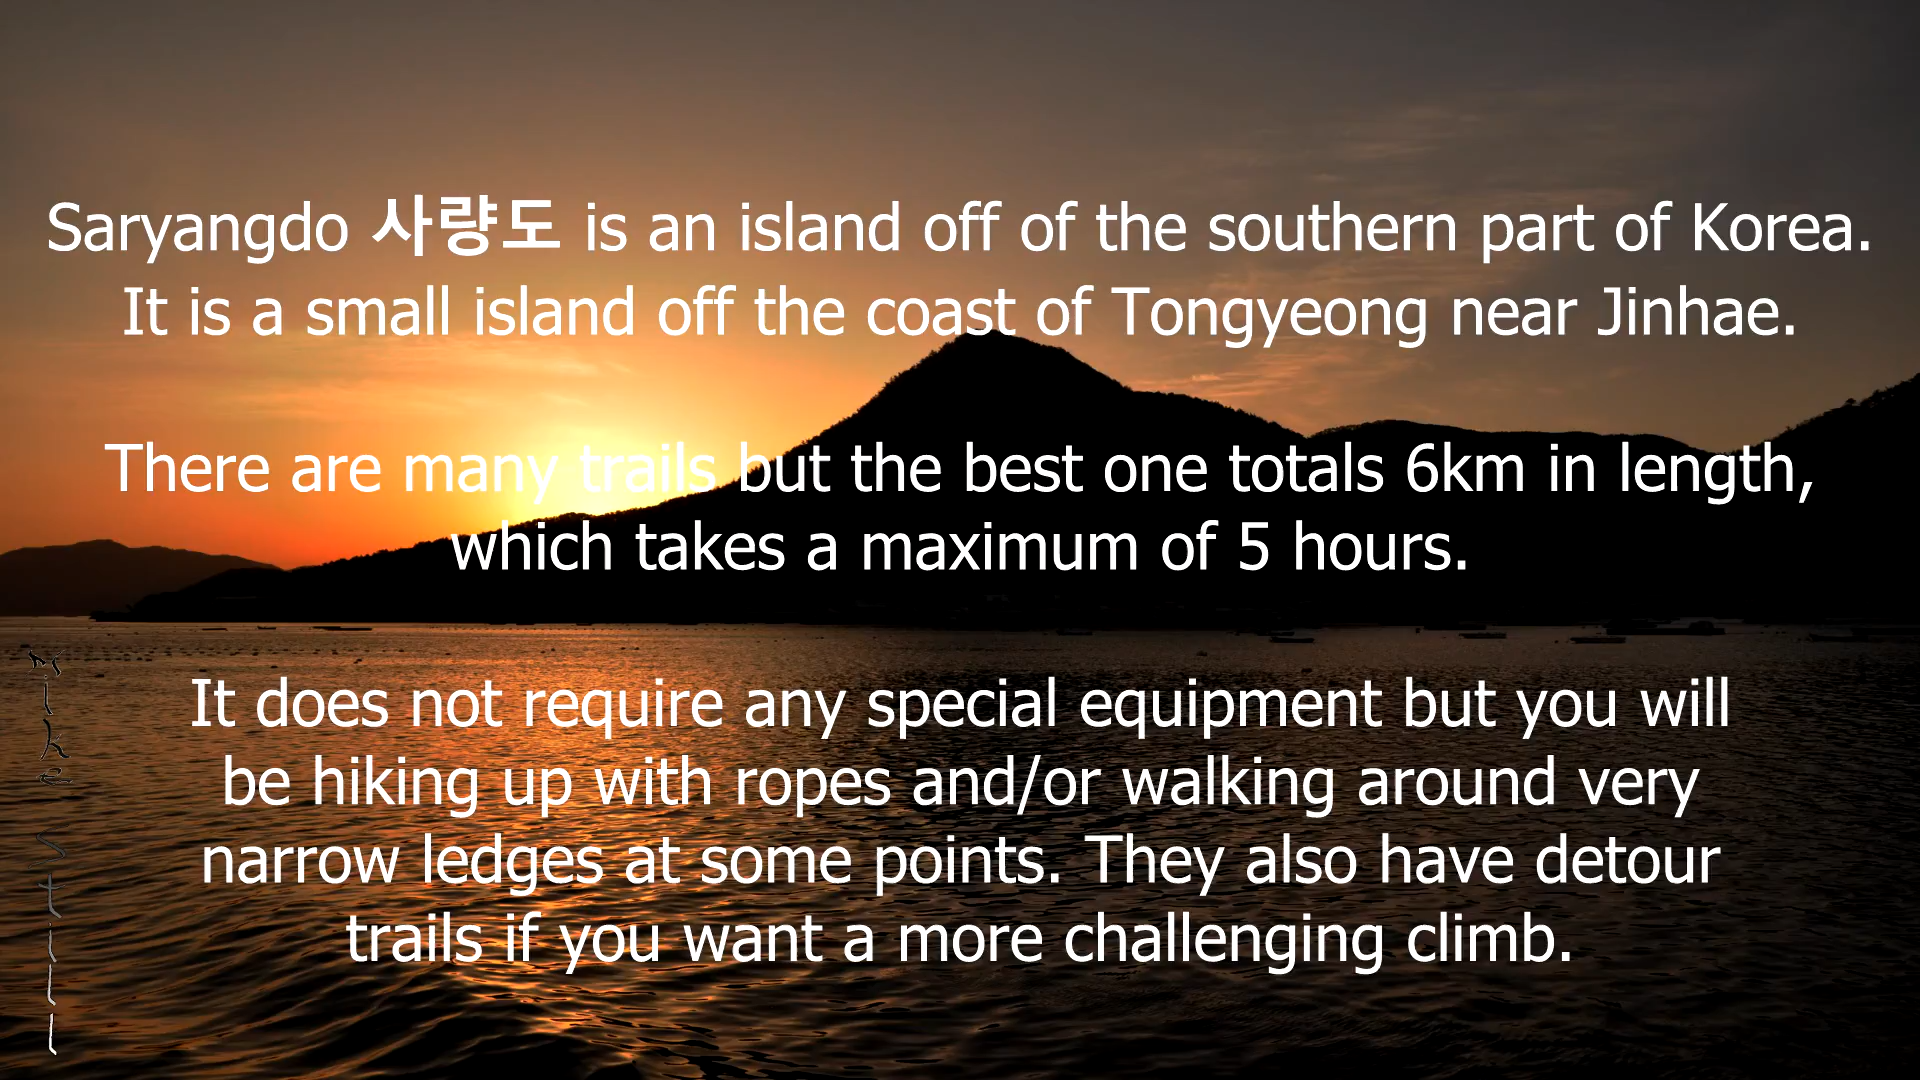 Saryangdo 사량도 is an island off of the southern part of Korea.
It is a small island off the coast of Tongyeong near Jinhae.
There are many trails but the best one totals 6km in length,
which takes a maximum of 5 hours.
It does not require any special equipment but you will
be hiking up with ropes and/or walking around very
narrow ledges at some points. They also have detour
trails if you want a more challenging climb.
Mike Still